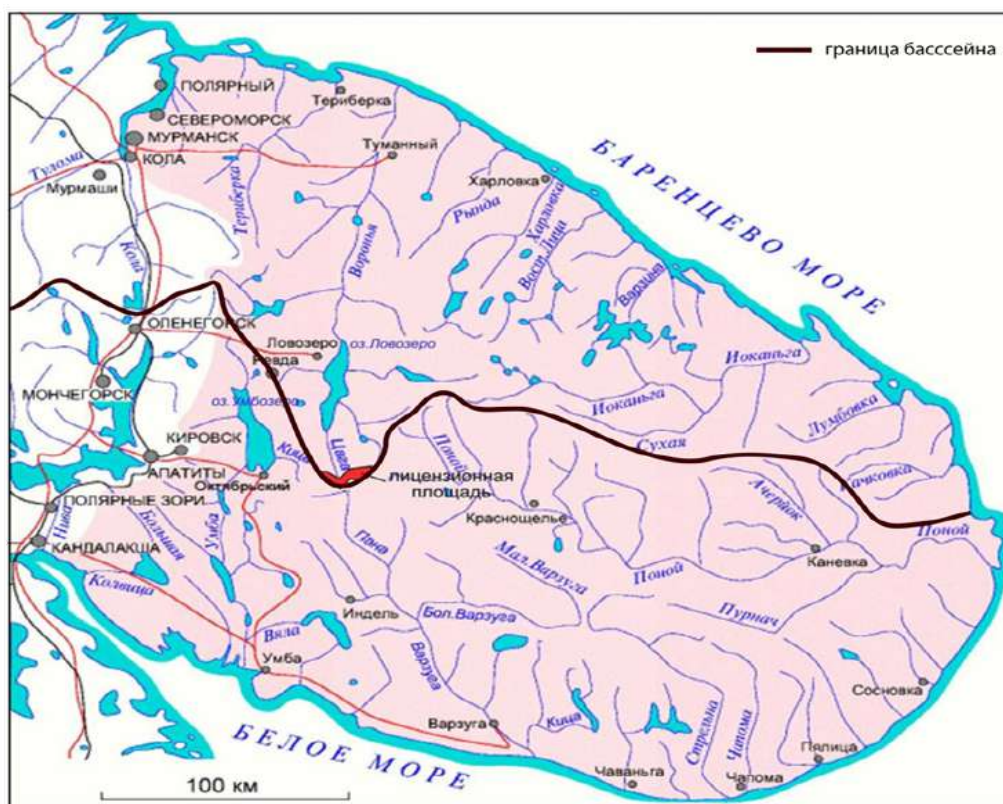 граница басссейна
ПОЛЯРНЫЙ
Териберка
СЕВЕРОМОРСК
МУРМАНСК
Туманный
КОЛА
Тулома
Мурмаши
БАРЕНЦЕВО МОРЕ
Харловка
Териберка
Рында
Харловка
Воронья
Вост. Лица
Кола
Варзина
ОЛЕНЕГОРСК
Ловозеро
оз. Ловозеро
Ревда
Иоканьга
МОНЧЕГОРСК
оз. Умбозеро
Иоканьга
Лумбовка
КИРОВСК
Сухая
Поной
Цага
АПАТИТЫ
Октябрьский
лицензионная
площадь
Качковка
Ачерйок
ПОЛЯРНЫЕ ЗОРИ
Краснощелье
Нива
Большая
Умба
Поной
КАНДАЛАКША
Пана
Каневка
Мал. Варзуга
Поной
Колвица
Индель
Бол. Варзуга
Пурнач
Вяла
Умба
Варзуга
Сосновка
Варзуга
Кица
Стрельна
Чапома
Пялица
БЕЛОЕ МОРЕ
Чаваньга
Чапома
100 км